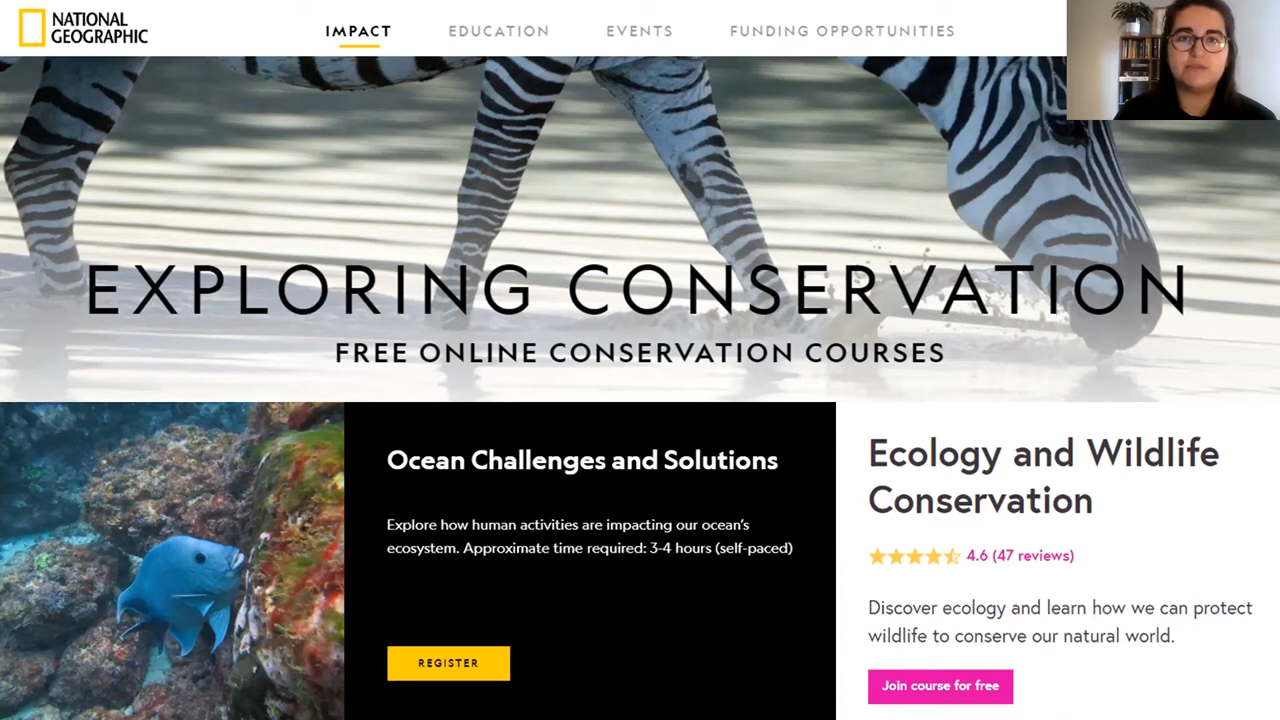 NATIONAL
GEOGRAPHIC
IMPACT
EDUCATION
EVENTS
FUNDING OPPORTUNITIES
EXPLORING CONSERVATION
FREE ONLINE CONSERVATION COURSES
Ocean Challenges and Solutions
Explore how human activities are impacting our ocean's
ecosystem. Approximate time required: 3-4 hours (self-paced)
REGISTER
Ecology and Wildlife
Conservation
4.6 (47 reviews)
Discover ecology and learn how we can protect
wildlife to conserve our natural world.
Join course for free